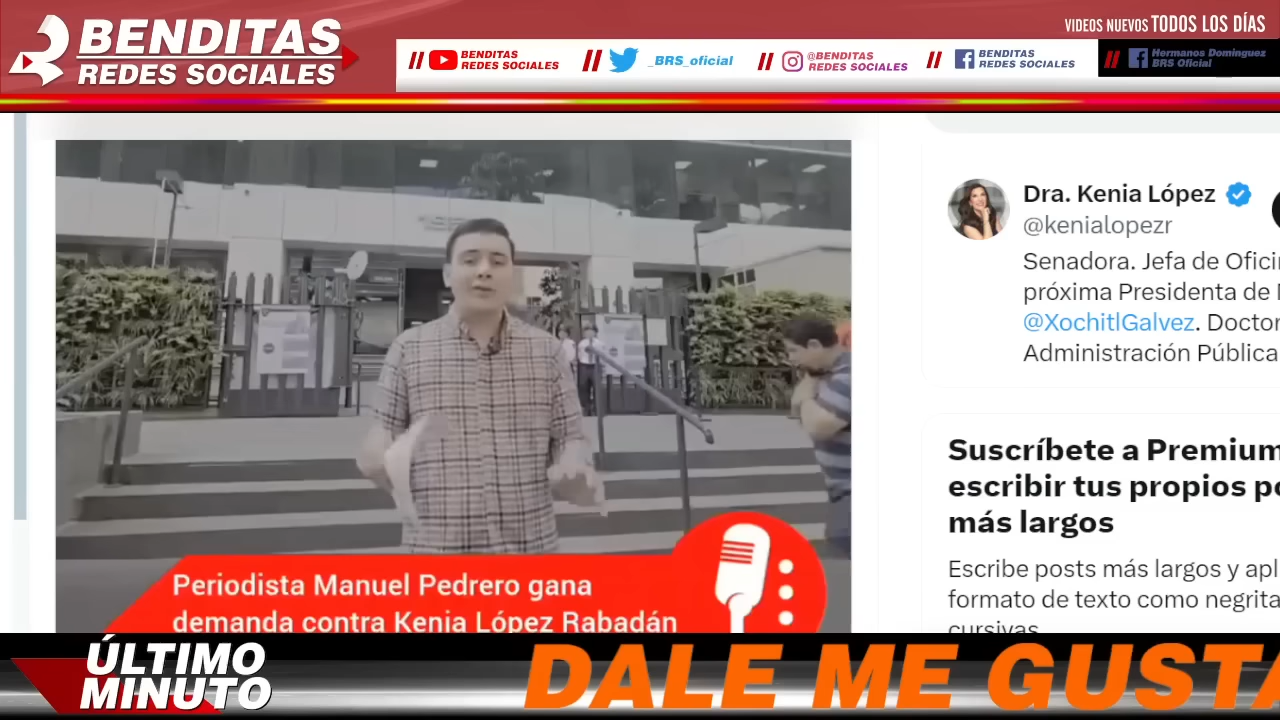 BENDITAS
REDES SOCIALES
VIDEOS NUEVOS TODOS LOS DÍAS
// BENDITAS
REDES SOCIALES
// _BRS_oficial
// @BENDITAS
REDES SOCIALES
// BENDITAS
REDES SOCIALES
// Hermanos Dominguez
BRS Oficial
Dra. Kenia López
@kenialopezr
Senadora. Jefa de Oficin
próxima Presidenta de M
@XochitlGalvez. Doctor
Administración Pública
Suscríbete a Premium
escribir tus propios po
más largos
Escribe posts más largos y apl
formato de texto como negrita
cursivas
Periodista Manuel Pedrero gana
demanda contra Kenia López Rabadán
ÚLTIMO
MINUTO
DALE ME GUSTA